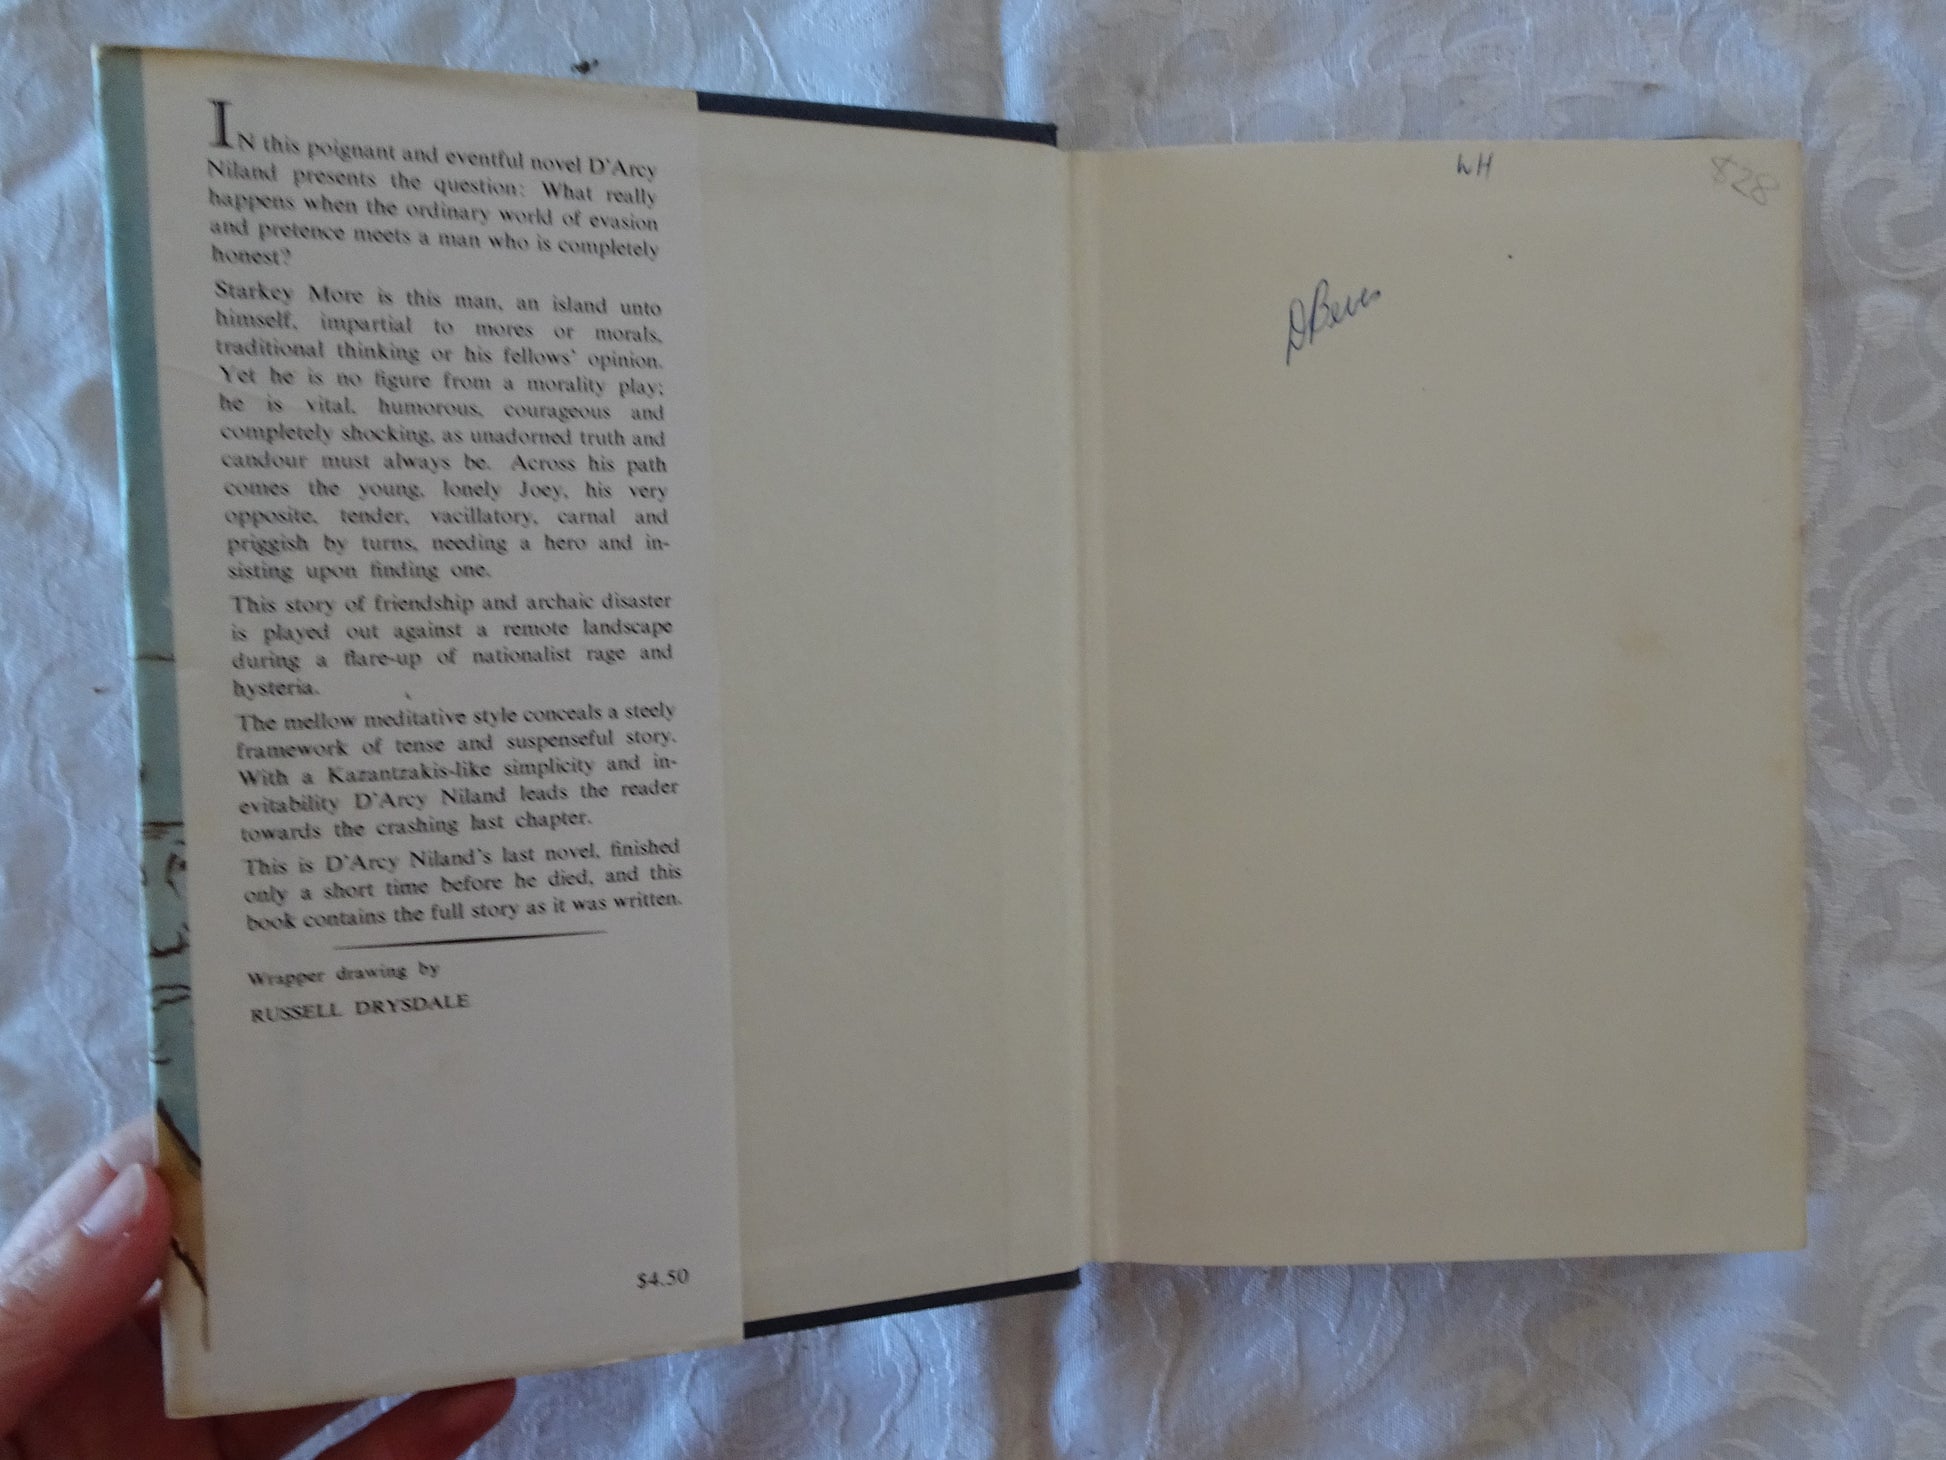 IN this poignant and eventful novel D'Arcy
Niland presents the question: What really
happens when the ordinary world of evasion
and pretence meets a man who is completely
honest?
Starkey More is this man, an island unto
himself, impartial to mores or morals,
traditional thinking or his fellows' opinion.
Yet he is no figure from a morality play;
he is vital, humorous, courageous and
completely shocking, as unadorned truth and
candour must always be. Across his path
comes the young, lonely Joey, his very
opposite, tender, vacillatory, carnal and
priggish by turns, needing a hero and in-
sisting upon finding one.
This story of friendship and archaic disaster
is played out against a remote landscape
during a flare-up of nationalist rage and
hysteria.
The mellow meditative style conceals a steely
framework of tense and suspenseful story.
With a Kazantzakis-like simplicity and in-
evitability D'Arcy Niland leads the reader
towards the crashing last chapter.
This is D'Arcy Niland's last novel, finished
only a short time before he died, and this
book contains the full story as it was written.
Wrapper drawing by
RUSSELL DRYSDALE
$4.50
$28